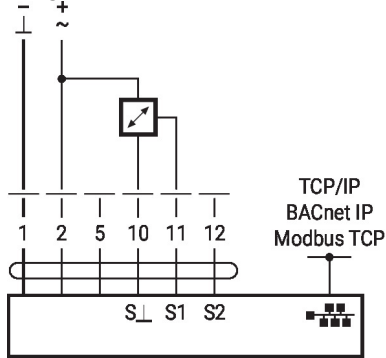 − +
⊥ ~
TCP/IP
BACnet IP
Modbus TCP
1 2 5 10 11 12
S⊥ S1 S2